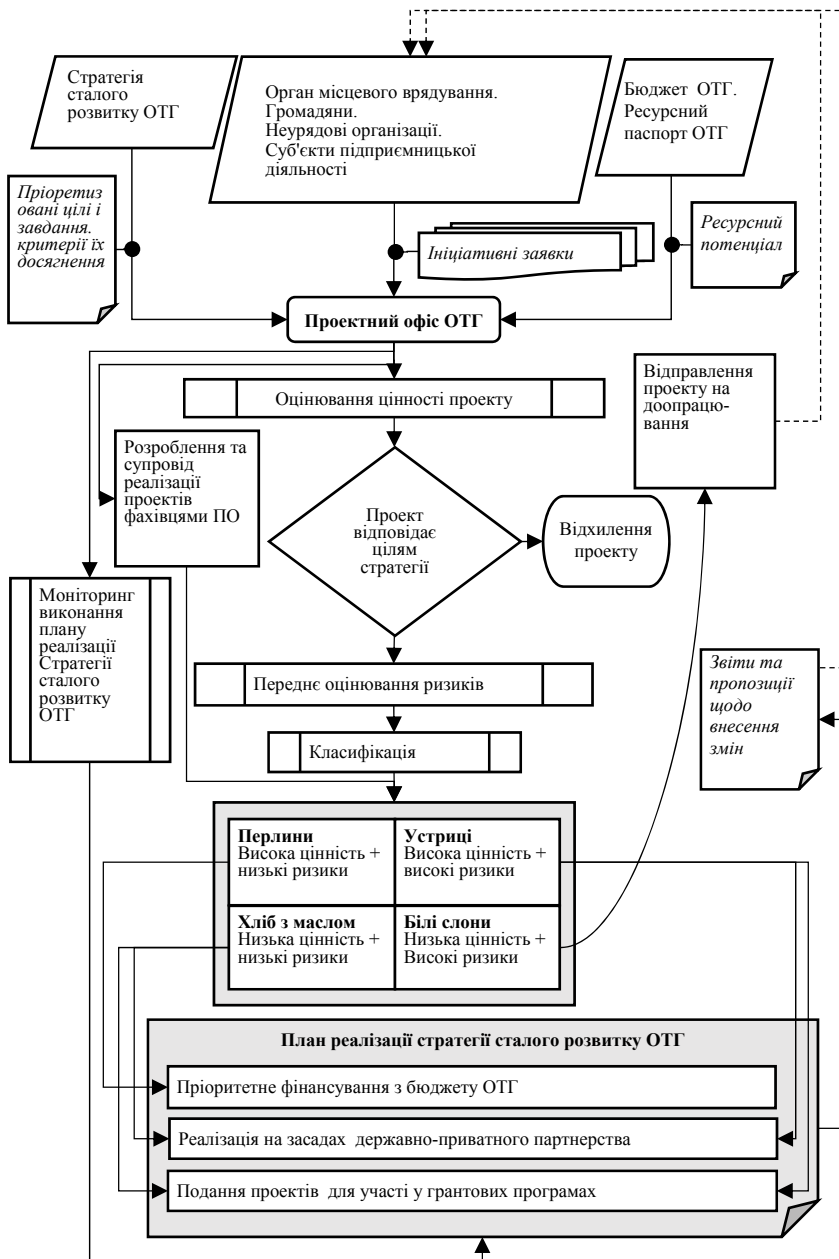 Стратегія
сталого
розвитку ОТГ
Орган місцевого врядування.
Громадяни.
Неурядові організації.
Суб'єкти підприємницької
діяльності
Бюджет ОТГ.
Ресурсний
паспорт ОТГ
Пріоретиз
овані цілі і
завдання.
критерії їх
досягнення
Ініціативні заявки
Ресурсний
потенціал
Проектний офіс ОТГ
Оцінювання цінності проекту
Відправлення
проекту на
доопрацю-
вання
Розроблення та
супровід
реалізації
проектів
фахівцями ПО
Проект
відповідає
цілям
стратегії
Відхилення
проекту
Моніторинг
виконання
плану
реалізації
Стратегії
сталого
розвитку
ОТГ
Переднє оцінювання ризиків
Звіти та
пропозиції
щодо
внесення
змін
Класифікація
Перлини
Висока цінність +
низькі ризики
Устриці
Висока цінність +
високі ризики
Хліб з маслом
Низька цінність +
низькі ризики
Білі слони
Низька цінність +
Високі ризики
План реалізації стратегії сталого розвитку ОТГ
Пріоритетне фінансування з бюджету ОТГ
Реалізація на засадах державно-приватного партнерства
Подання проектів для участі у грантових програмах